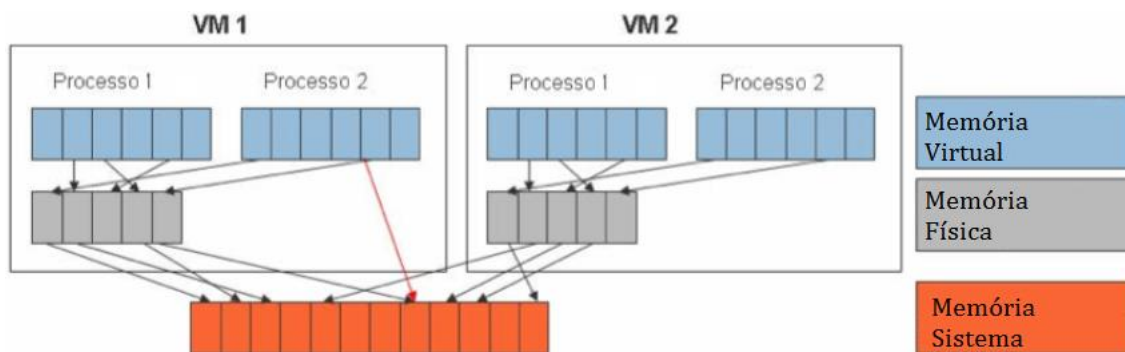 VM 1
VM 2
Processo 1
Processo 2
Processo 1
Processo 2
Memória
Virtual
Memória
Física
Memória
Sistema